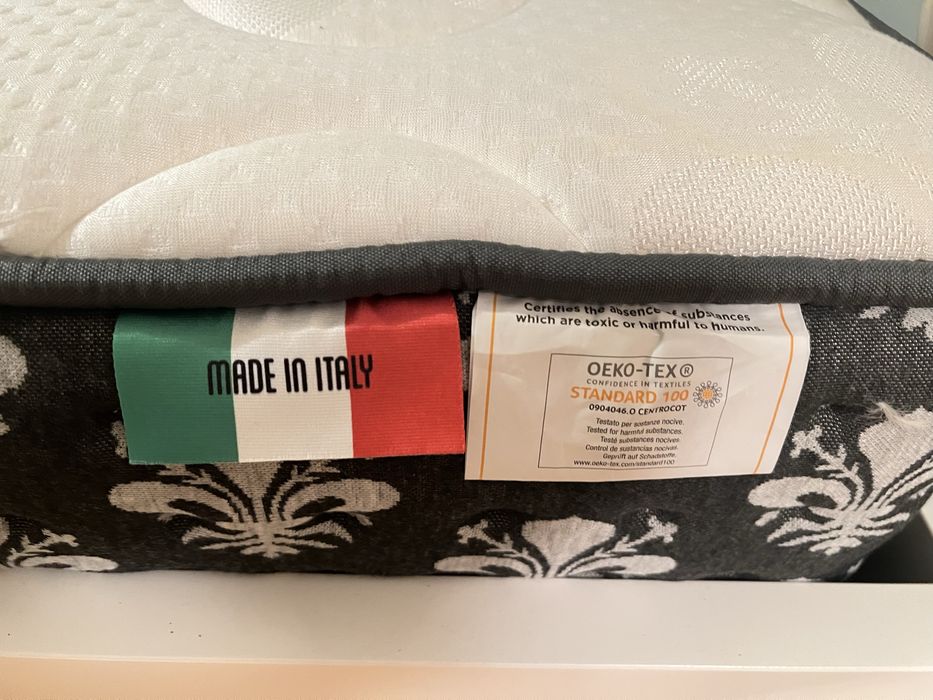 MADE IN ITALY
Certifies the absence of substances
which are toxic or harmful to humans.
OEKO-TEX®
CONFIDENCE IN TEXTILES
STANDARD 100
0904046.O CENTROCOT
Testato per sostanze nocive.
Tested for harmful substances.
Testé substances nocives.
Control de sustancias nocivas.
Geprüft auf Schadstoffe.
www.oeko-tex.com/standard100